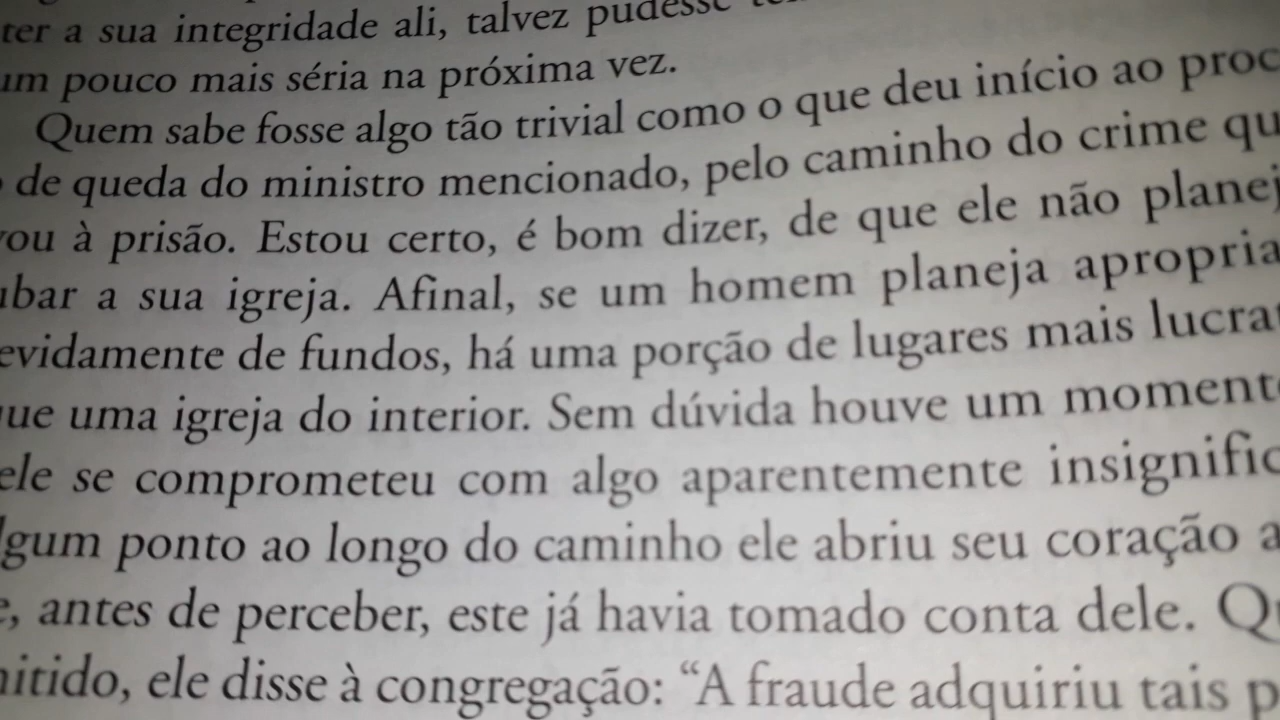 ter a sua integridade ali, talvez pudesse
um pouco mais séria na próxima vez.
Quem sabe fosse algo tão trivial como o que deu início ao proc
de queda do ministro mencionado, pelo caminho do crime qu
vou à prisão. Estou certo, é bom dizer, de que ele não planej
ubar a sua igreja. Afinal, se um homem planeja apropria
evidamente de fundos, há uma porção de lugares mais lucra
ue uma igreja do interior. Sem dúvida houve um momento
ele se comprometeu com algo aparentemente insignific
lgum ponto ao longo do caminho ele abriu seu coração a
e, antes de perceber, este já havia tomado conta dele. Qu
nitido, ele disse à congregação: “A fraude adquiriu tais p